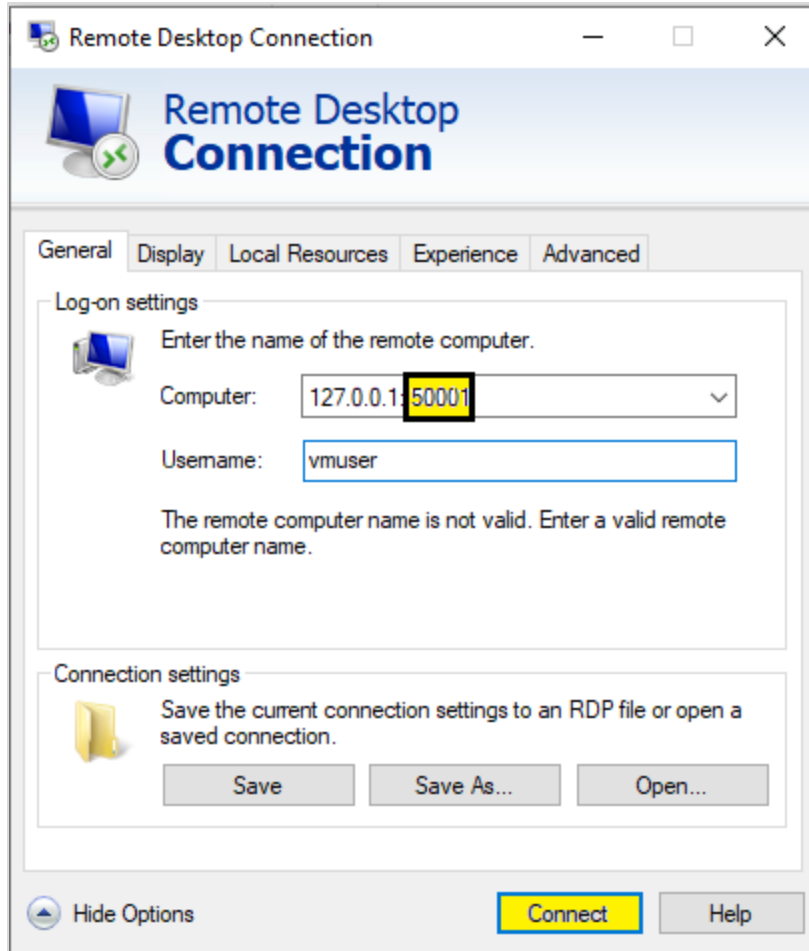 Remote Desktop Connection
Remote Desktop
Connection
General Display Local Resources Experience Advanced
Log-on settings
Enter the name of the remote computer.
Computer: 127.0.0.1:50001
Username: vmuser
The remote computer name is not valid. Enter a valid remote
computer name.
Connection settings
Save the current connection settings to an RDP file or open a
saved connection.
Save Save As... Open...
Hide Options Connect Help